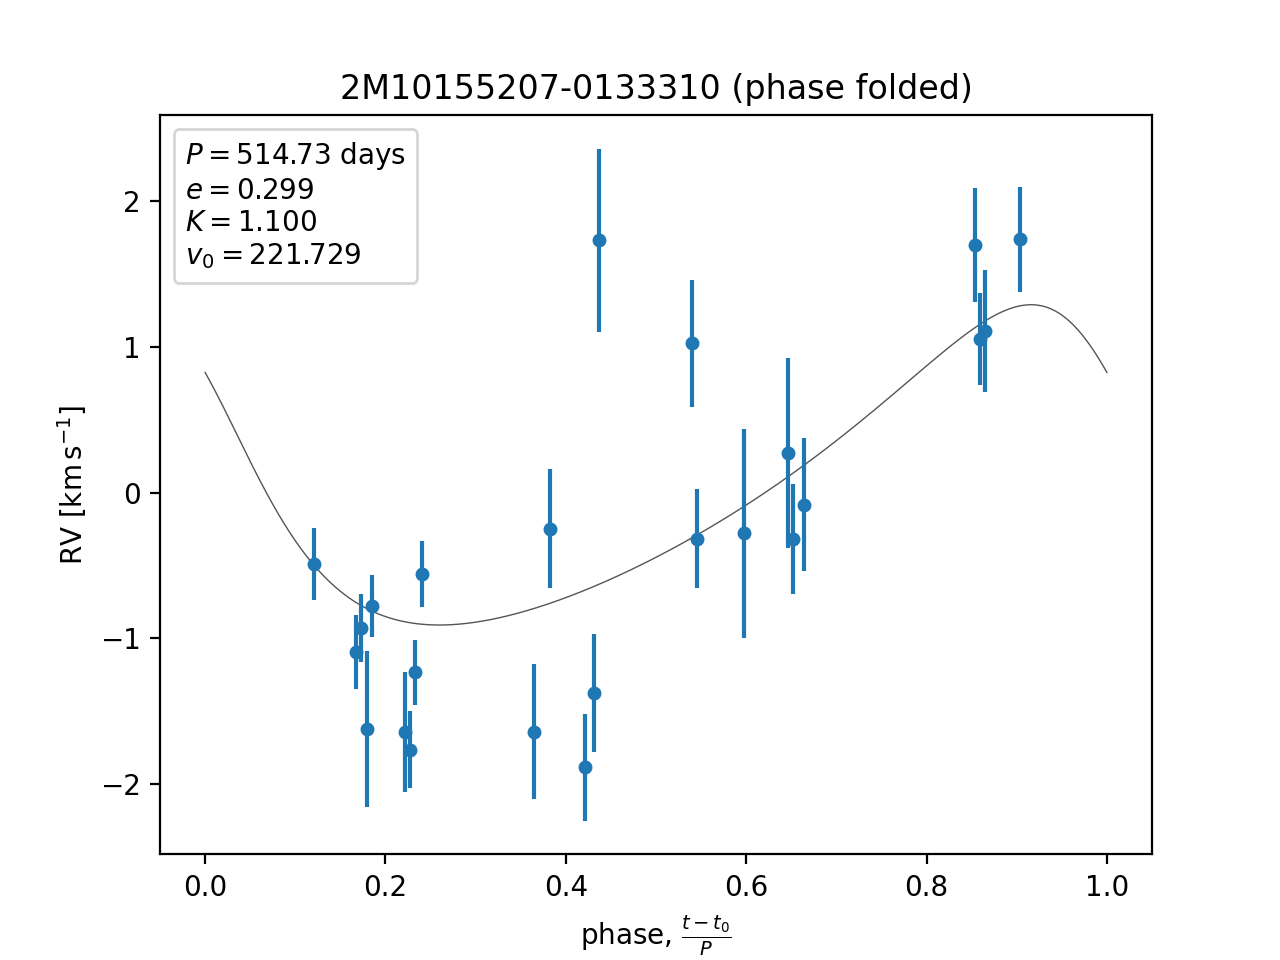 2M10155207-0133310 (phase folded)
P = 514.73 days
e = 0.299
K = 1.100
v₀ = 221.729
RV [km s⁻¹]
2
1
0
−1
−2
0.0 0.2 0.4 0.6 0.8 1.0
phase, (t − t₀)/P